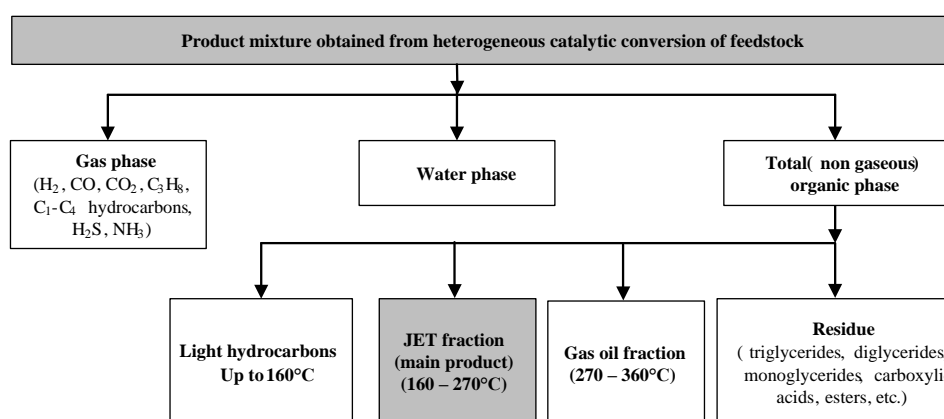 Product mixture obtained from heterogeneous catalytic conversion of feedstock
Gas phase
(H₂, CO, CO₂, C₃H₈,
C₁-C₄ hydrocarbons,
H₂S, NH₃)
Water phase
Total( non gaseous)
organic phase
Light hydrocarbons
Up to 160°C
JET fraction
(main product)
(160 – 270°C)
Gas oil fraction
(270 – 360°C)
Residue
( triglycerides, diglycerides
monoglycerides, carboxyli
acids, esters, etc.)